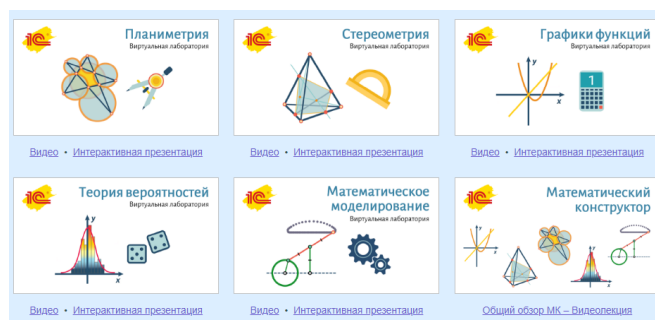 1С
Планиметрия
Виртуальная лаборатория
Видео • Интерактивная презентация
1С
Стереометрия
Виртуальная лаборатория
Видео • Интерактивная презентация
1С
Графики функций
Виртуальная лаборатория
y
x
1
Видео • Интерактивная презентация
1С
Теория вероятностей
Виртуальная лаборатория
y
x
Видео • Интерактивная презентация
1С
Математическое
моделирование
Виртуальная лаборатория
Видео • Интерактивная презентация
1С
Математический
конструктор
Общий обзор МК – Видеолекция